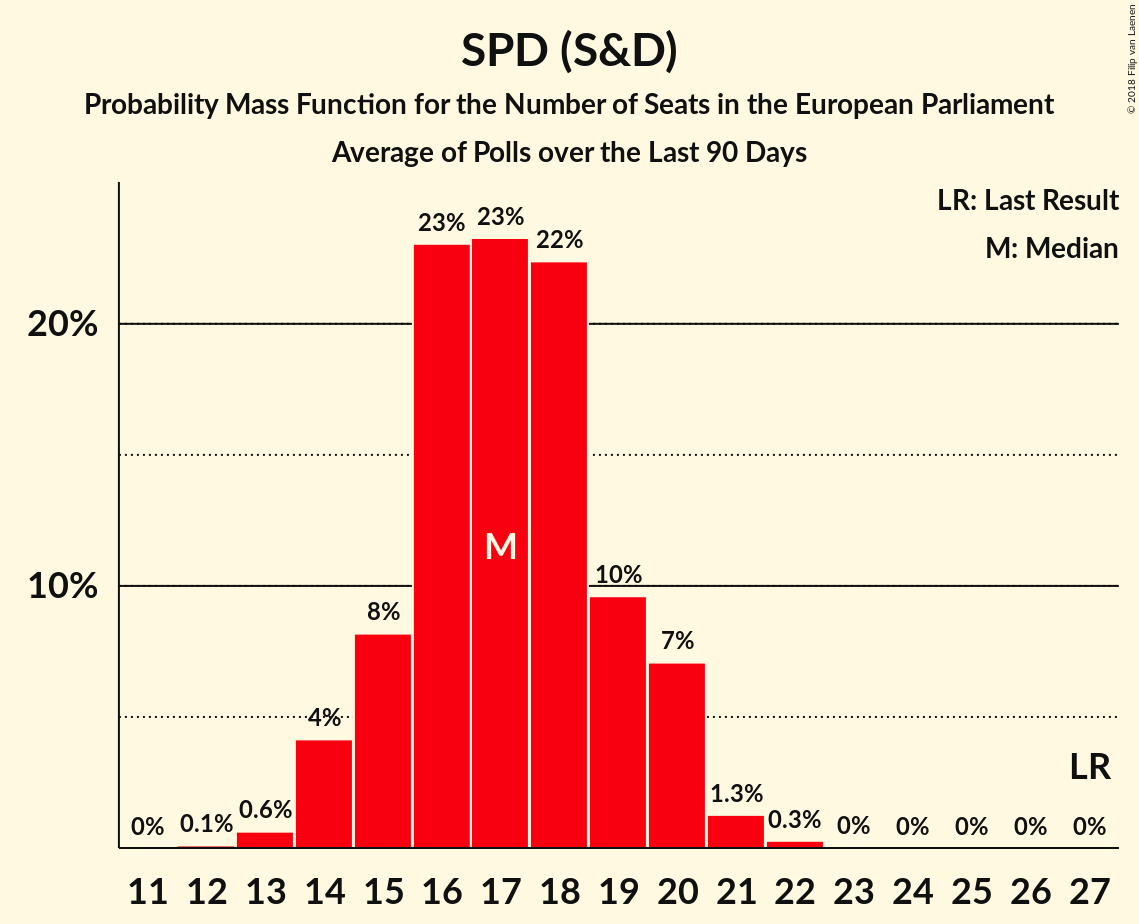 SPD (S&D)
Probability Mass Function for the Number of Seats in the European Parliament
Average of Polls over the Last 90 Days
© 2018 Filip van Laenen
LR: Last Result
M: Median
20%
10%
0%
0.1%
0.6%
4%
8%
23%
23%
22%
10%
7%
1.3%
0.3%
0%
0%
0%
0%
0%
M
LR
11 12 13 14 15 16 17 18 19 20 21 22 23 24 25 26 27